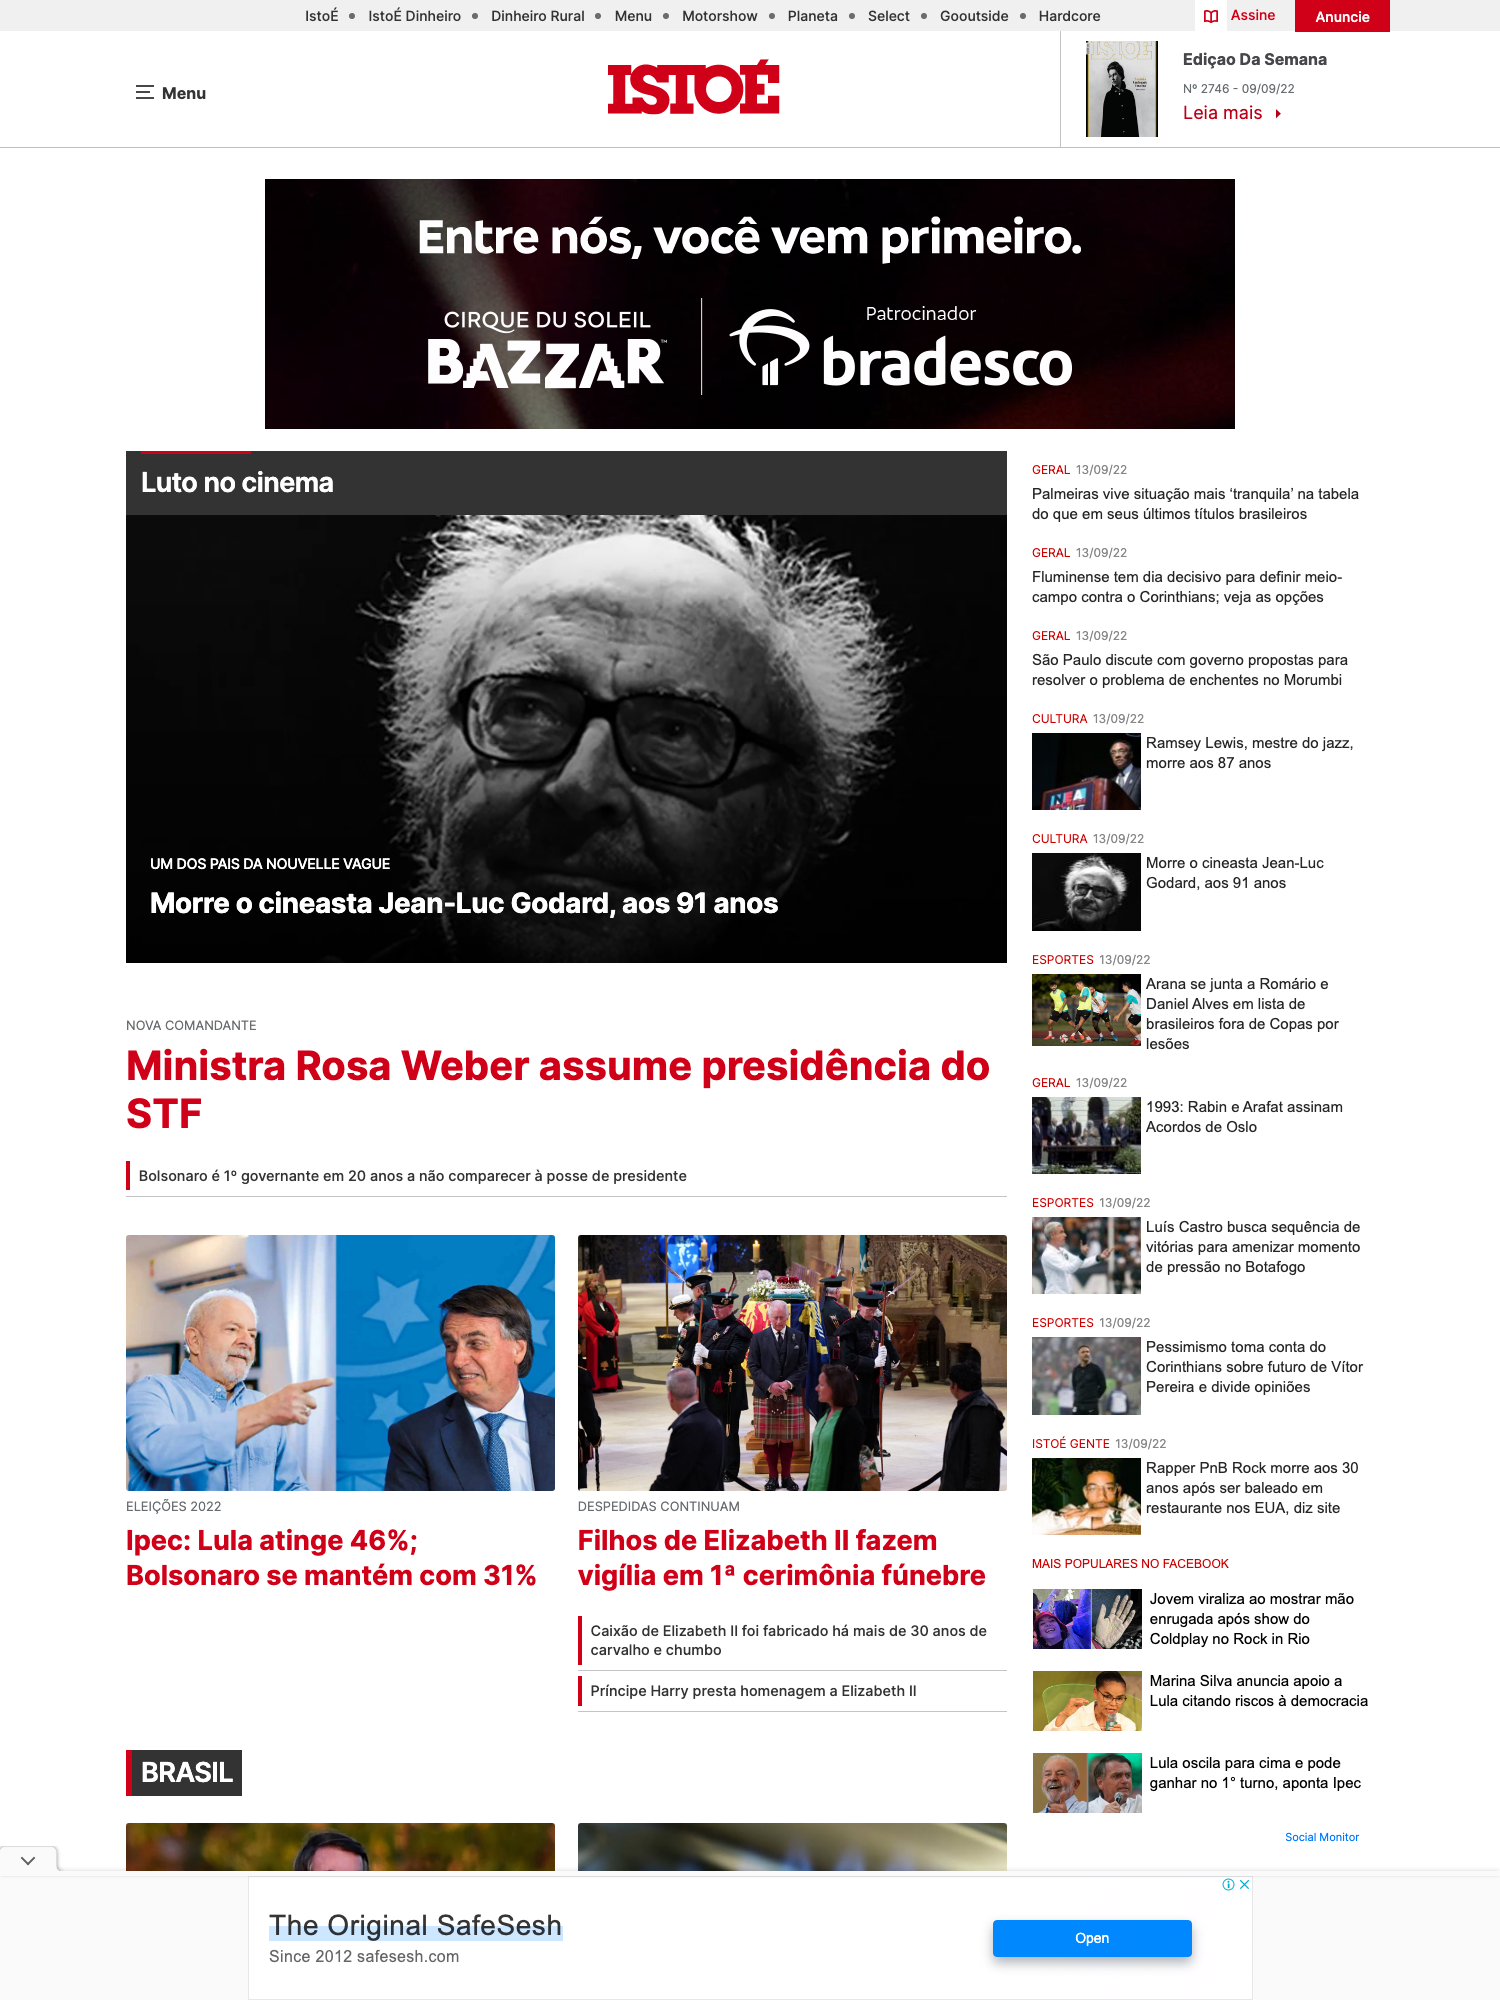 IstoÉ • IstoÉ Dinheiro • Dinheiro Rural • Menu • Motorshow • Planeta • Select • Gooutside • Hardcore
Assine
Anuncie
Menu
ISTOÉ
ISTOÉ
Ediçao Da Semana
Nº 2746 - 09/09/22
Leia mais
Entre nós, você vem primeiro.
CIRQUE DU SOLEIL
BAZZAR™
Patrocinador
bradesco
Luto no cinema
UM DOS PAIS DA NOUVELLE VAGUE
Morre o cineasta Jean-Luc Godard, aos 91 anos
NOVA COMANDANTE
Ministra Rosa Weber assume presidência do
STF
Bolsonaro é 1º governante em 20 anos a não comparecer à posse de presidente
ELEIÇÕES 2022
Ipec: Lula atinge 46%;
Bolsonaro se mantém com 31%
DESPEDIDAS CONTINUAM
Filhos de Elizabeth II fazem
vigília em 1ª cerimônia fúnebre
Caixão de Elizabeth II foi fabricado há mais de 30 anos de
carvalho e chumbo
Príncipe Harry presta homenagem a Elizabeth II
BRASIL
GERAL 13/09/22
Palmeiras vive situação mais ‘tranquila’ na tabela
do que em seus últimos títulos brasileiros
GERAL 13/09/22
Fluminense tem dia decisivo para definir meio-
campo contra o Corinthians; veja as opções
GERAL 13/09/22
São Paulo discute com governo propostas para
resolver o problema de enchentes no Morumbi
CULTURA 13/09/22
NEA
Ramsey Lewis, mestre do jazz,
morre aos 87 anos
CULTURA 13/09/22
Morre o cineasta Jean-Luc
Godard, aos 91 anos
ESPORTES 13/09/22
Arana se junta a Romário e
Daniel Alves em lista de
brasileiros fora de Copas por
lesões
GERAL 13/09/22
1993: Rabin e Arafat assinam
Acordos de Oslo
ESPORTES 13/09/22
Luís Castro busca sequência de
vitórias para amenizar momento
de pressão no Botafogo
ESPORTES 13/09/22
Pessimismo toma conta do
Corinthians sobre futuro de Vítor
Pereira e divide opiniões
ISTOÉ GENTE 13/09/22
Rapper PnB Rock morre aos 30
anos após ser baleado em
restaurante nos EUA, diz site
MAIS POPULARES NO FACEBOOK
Jovem viraliza ao mostrar mão
enrugada após show do
Coldplay no Rock in Rio
Marina Silva anuncia apoio a
Lula citando riscos à democracia
Lula oscila para cima e pode
ganhar no 1° turno, aponta Ipec
Social Monitor
The Original SafeSesh
Since 2012 safesesh.com
Open